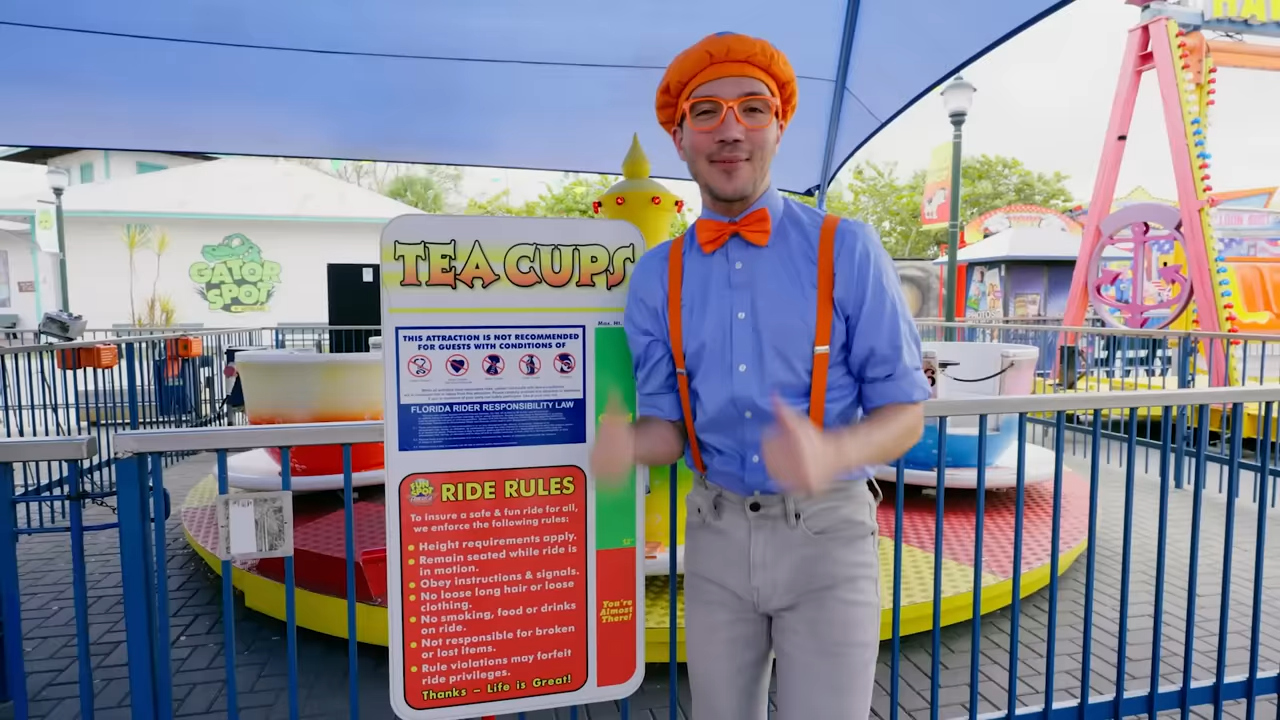 TEA CUPS
GATOR
SPOT
THIS ATTRACTION IS NOT RECOMMENDED
FOR GUESTS WITH CONDITIONS OF
FLORIDA RIDER RESPONSIBILITY LAW
Max. Ht.
FUN
SPOT
RIDE RULES
To insure a safe & fun ride for all,
we enforce the following rules:
Height requirements apply.
Remain seated while ride is
in motion.
Obey instructions & signals.
No loose long hair or loose
clothing.
No smoking, food or drinks
on ride.
Not responsible for broken
or lost items.
Rule violations may forfeit
ride privileges.
Thanks – Life is Great!
You're
Almost
There!